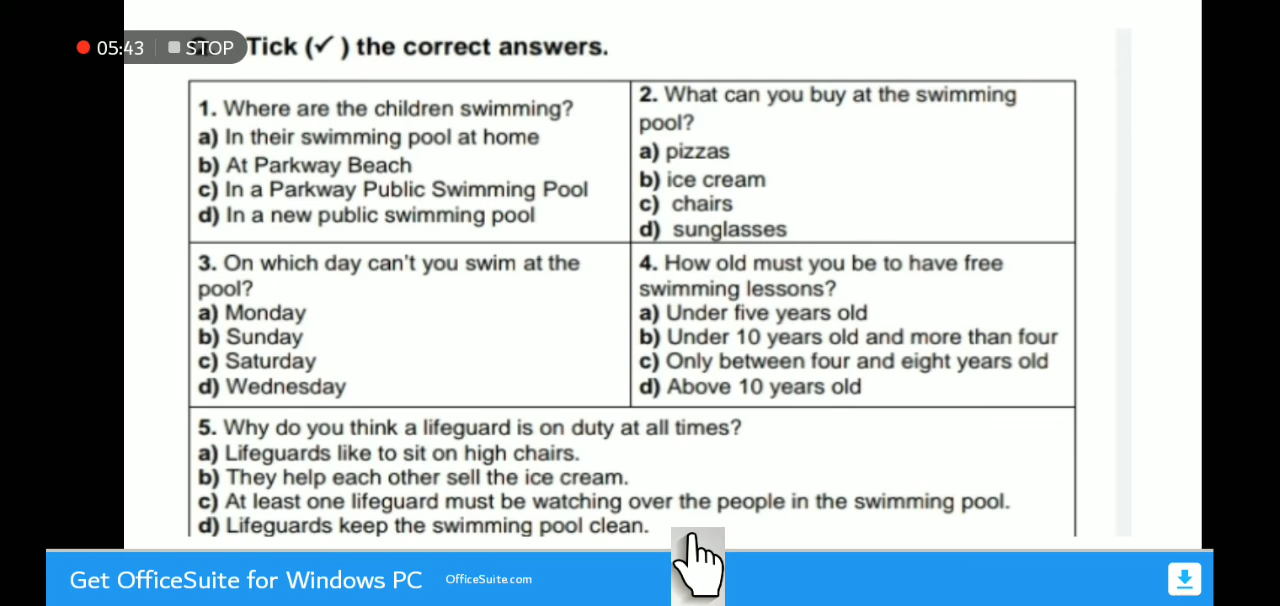 05:43 STOP
Tick (✓ ) the correct answers.
1. Where are the children swimming?
a) In their swimming pool at home
b) At Parkway Beach
c) In a Parkway Public Swimming Pool
d) In a new public swimming pool
2. What can you buy at the swimming
pool?
a) pizzas
b) ice cream
c) chairs
d) sunglasses
3. On which day can't you swim at the
pool?
a) Monday
b) Sunday
c) Saturday
d) Wednesday
4. How old must you be to have free
swimming lessons?
a) Under five years old
b) Under 10 years old and more than four
c) Only between four and eight years old
d) Above 10 years old
5. Why do you think a lifeguard is on duty at all times?
a) Lifeguards like to sit on high chairs.
b) They help each other sell the ice cream.
c) At least one lifeguard must be watching over the people in the swimming pool.
d) Lifeguards keep the swimming pool clean.
Get OfficeSuite for Windows PC OfficeSuite.com